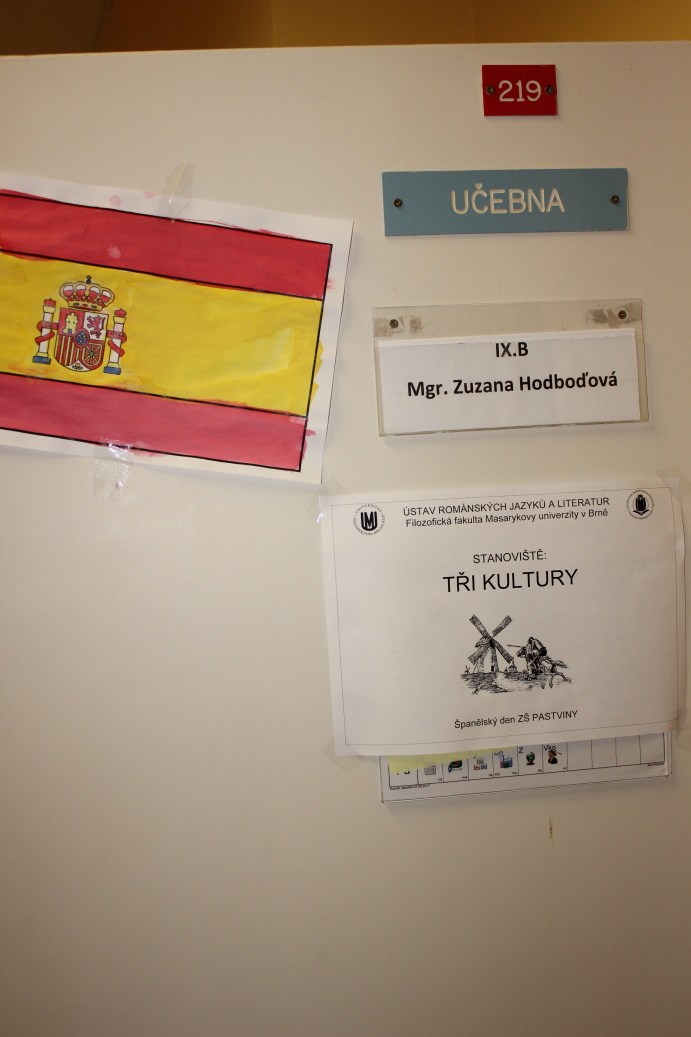 219
UČEBNA
IX.B
Mgr. Zuzana Hodboďová
ÚSTAV ROMÁNSKÝCH JAZYKŮ A LITERATUR
Filozofická fakulta Masarykovy univerzity v Brně
STANOVIŠTĚ:
TŘI KULTURY
Španělský den ZŠ PASTVINY